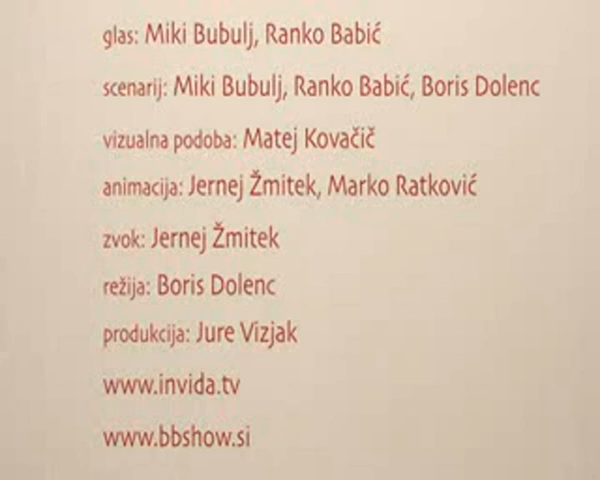 glas: Miki Bubulj, Ranko Babić
scenarij: Miki Bubulj, Ranko Babić, Boris Dolenc
vizualna podoba: Matej Kovačič
animacija: Jernej Žmitek, Marko Ratković
zvok: Jernej Žmitek
režija: Boris Dolenc
produkcija: Jure Vizjak
www.invida.tv
www.bbshow.si